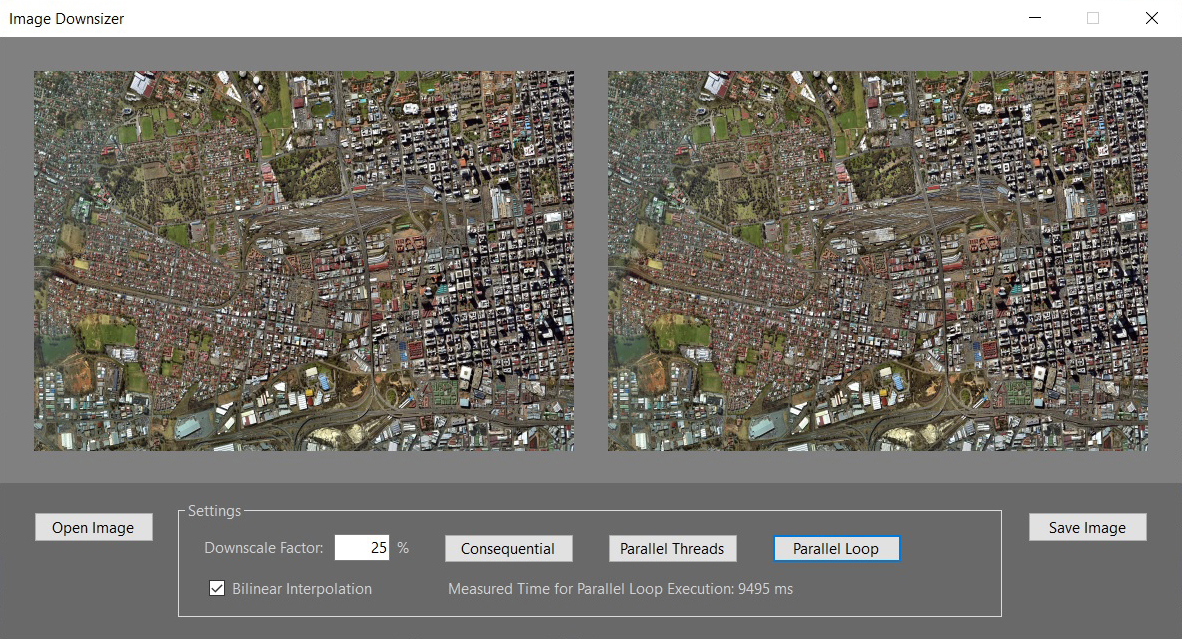 Image Downsizer
Open Image
Settings
Downscale Factor: 25 %
Consequential
Parallel Threads
Parallel Loop
Bilinear Interpolation
Measured Time for Parallel Loop Execution: 9495 ms
Save Image